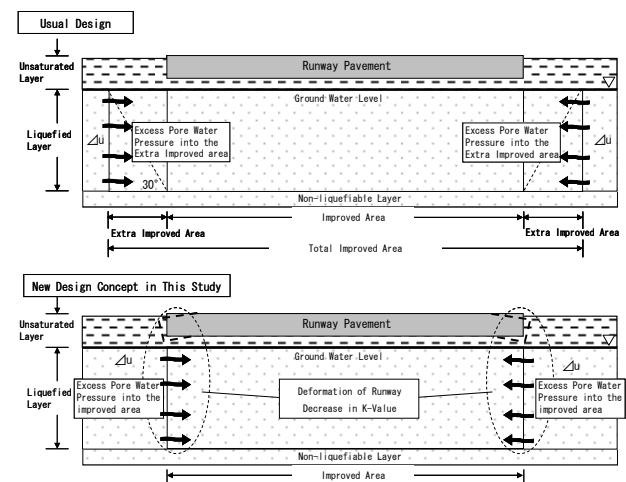 Usual Design
Unsaturated
Layer
Runway Pavement
Ground Water Level
Liquefied
Layer
⊿u
Excess Pore Water
Pressure into the
Extra Improved area
30°
Excess Pore Water
Pressure into the
Extra Improved area
⊿u
Non-liquefiable Layer
Extra Improved Area
Improved Area
Extra Improved Area
Total Improved Area
New Design Concept in This Study
Unsaturated
Layer
Runway Pavement
Ground Water Level
⊿u
⊿u
Liquefied
Layer
Excess Pore Water
Pressure into the
improved area
Deformation of Runway
Decrease in K-Value
Excess Pore Water
Pressure into the
improved area
Non-liquefiable Layer
Improved Area